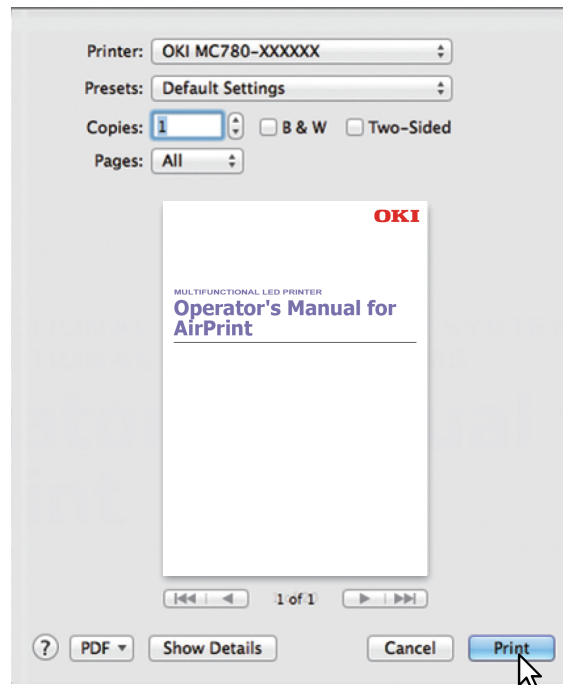 Printer: OKI MC780-XXXXXX
Presets: Default Settings
Copies: 1 B & W Two-Sided
Pages: All
OKI
MULTIFUNCTIONAL LED PRINTER
Operator's Manual for
AirPrint
1 of 1
? PDF Show Details Cancel Print